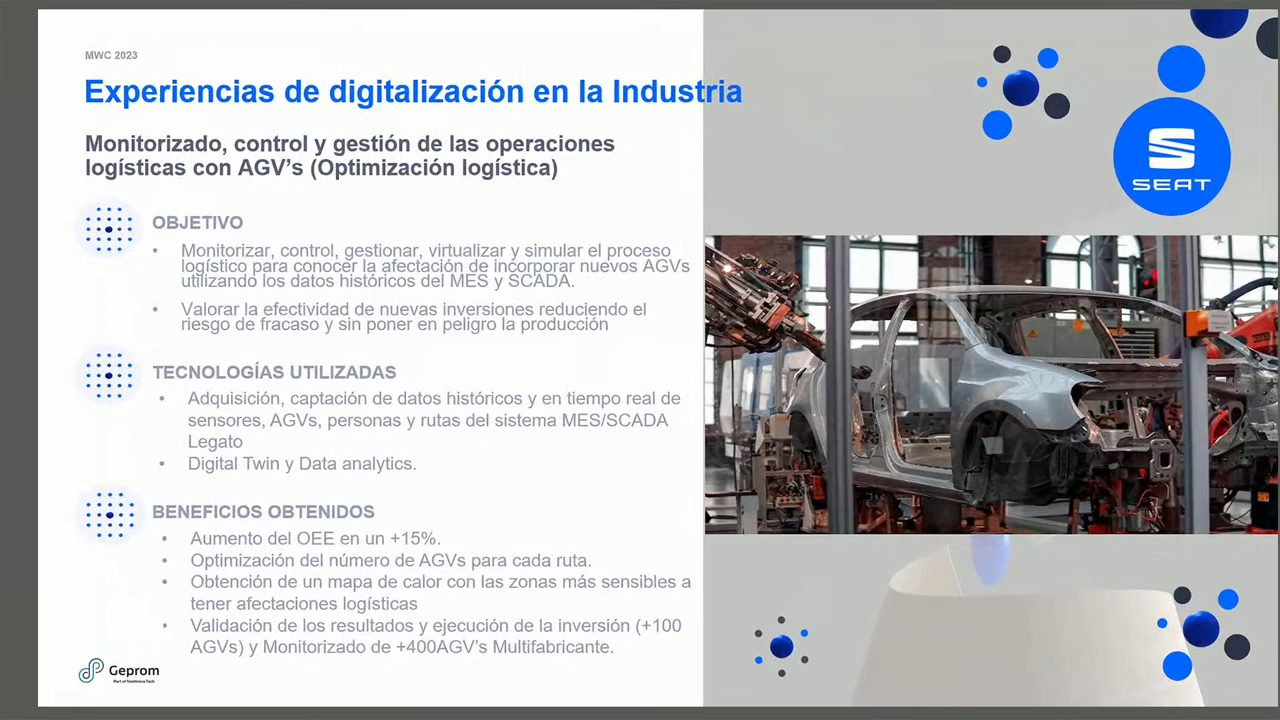 MWC 2023
Experiencias de digitalización en la Industria
Monitorizado, control y gestión de las operaciones
logísticas con AGV's (Optimización logística)
OBJETIVO
• Monitorizar, control, gestionar, virtualizar y simular el proceso
logístico para conocer la afectación de incorporar nuevos AGVs
utilizando los datos históricos del MES y SCADA.
• Valorar la efectividad de nuevas inversiones reduciendo el
riesgo de fracaso y sin poner en peligro la producción
TECNOLOGÍAS UTILIZADAS
• Adquisición, captación de datos históricos y en tiempo real de
sensores, AGVs, personas y rutas del sistema MES/SCADA
Legato
• Digital Twin y Data analytics.
BENEFICIOS OBTENIDOS
• Aumento del OEE en un +15%.
• Optimización del número de AGVs para cada ruta.
• Obtención de un mapa de calor con las zonas más sensibles a
tener afectaciones logísticas
• Validación de los resultados y ejecución de la inversión (+100
AGVs) y Monitorizado de +400AGV's Multifabricante.
Geprom
Part of Telefónica Tech
SEAT